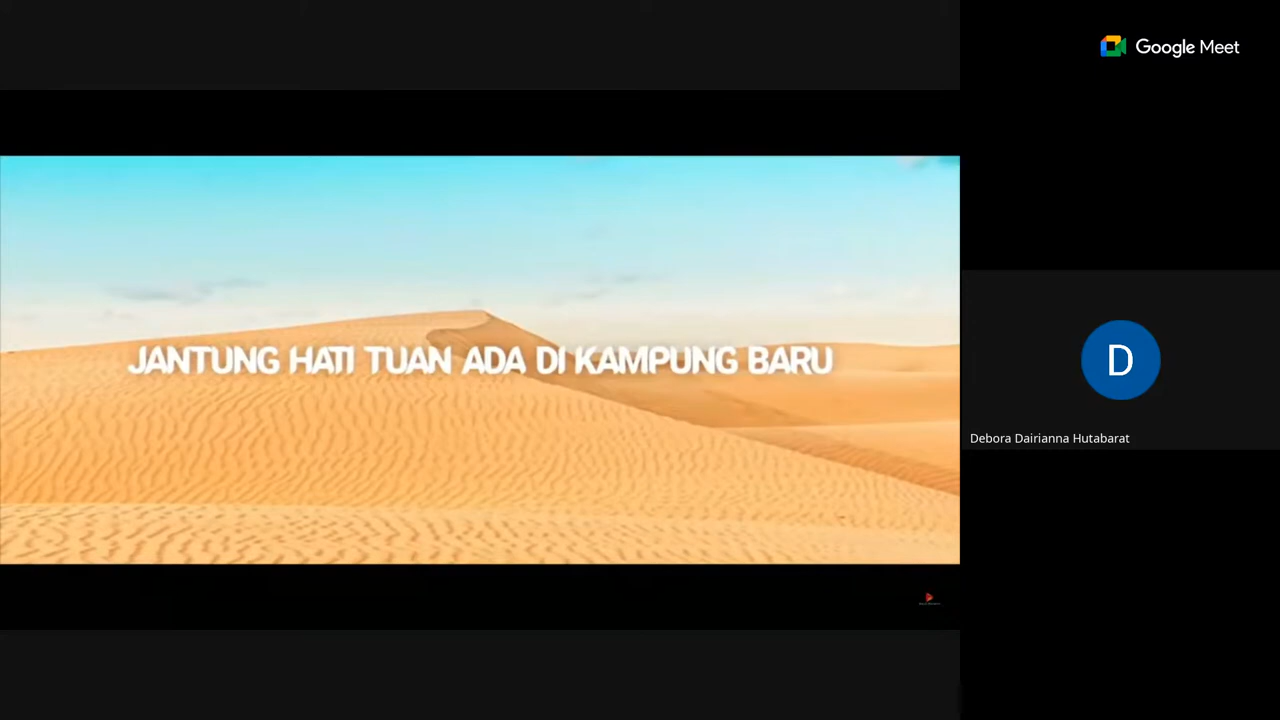 Google Meet
JANTUNG HATI TUAN ADA DI KAMPUNG BARU
D
Debora Dairianna Hutabarat